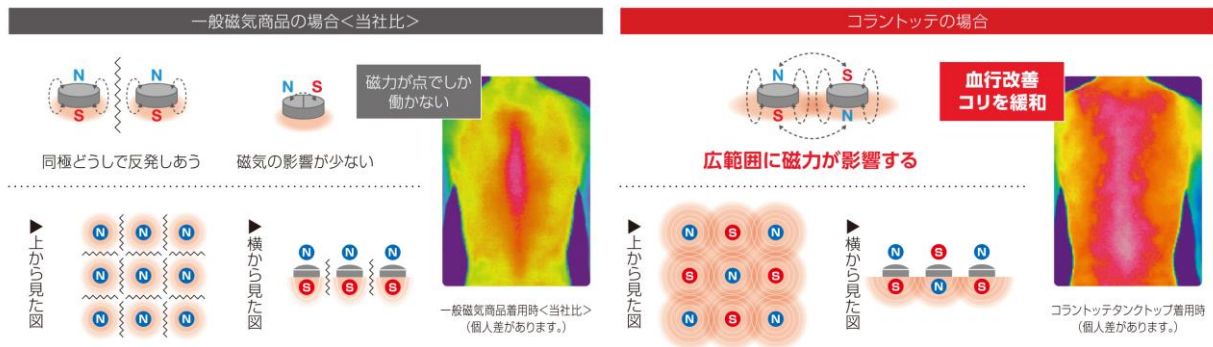 一般磁気商品の場合＜当社比＞
N
N
S
S
同極どうしで反発しあう
N S
磁気の影響が少ない
磁力が点でしか
働かない
▶上から見た図
N N N
N N N
N N N
▶横から見た図
N N N
S S S
一般磁気商品着用時＜当社比＞
（個人差があります。）
コラントッテの場合
N S
S N
広範囲に磁力が影響する
血行改善
コリを緩和
▶上から見た図
N S N
S N S
N S N
▶横から見た図
N S N
S N S
コラントッテタンクトップ着用時
（個人差があります。）